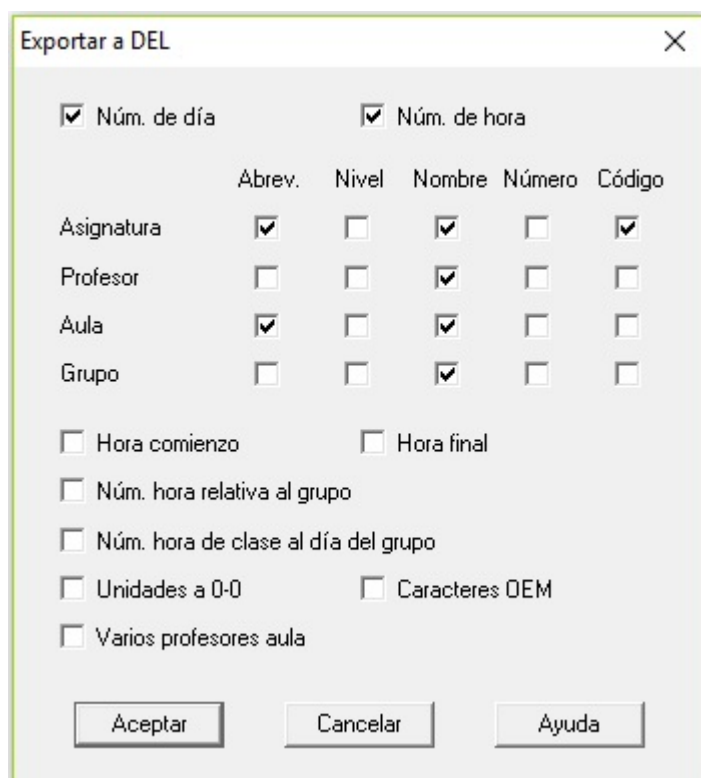 Exportar a DEL
Núm. de día Núm. de hora
Abrev. Nivel Nombre Número Código
Asignatura
Profesor
Aula
Grupo
Hora comienzo Hora final
Núm. hora relativa al grupo
Núm. hora de clase al día del grupo
Unidades a 0-0 Caracteres OEM
Varios profesores aula
Aceptar Cancelar Ayuda